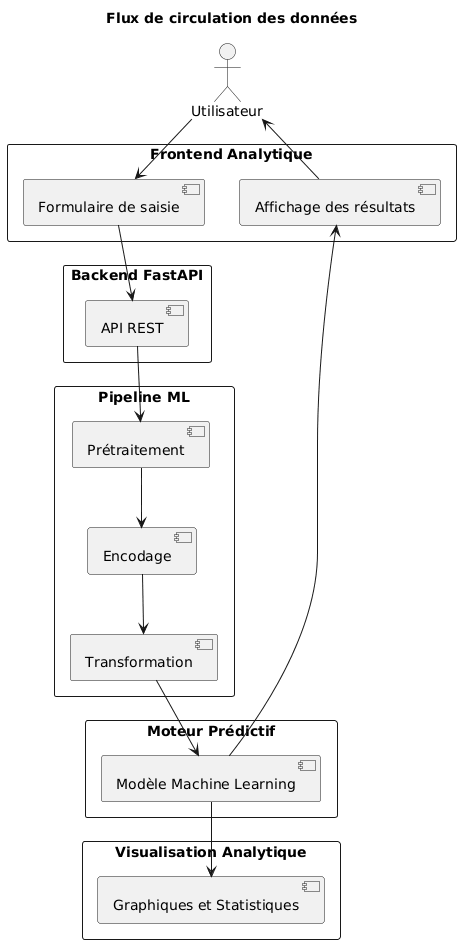 Flux de circulation des données
Utilisateur
Frontend Analytique
Formulaire de saisie
Affichage des résultats
Backend FastAPI
API REST
Pipeline ML
Prétraitement
Encodage
Transformation
Moteur Prédictif
Modèle Machine Learning
Visualisation Analytique
Graphiques et Statistiques